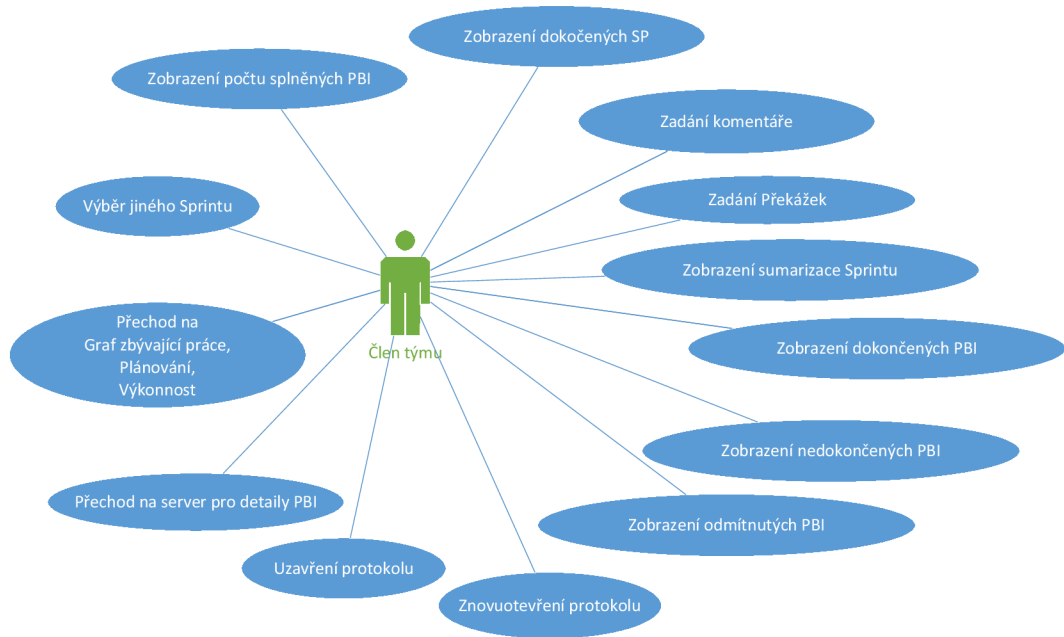 Zobrazení dokočených SP
Zobrazení počtu splněných PBI
Zadání komentáře
Výběr jiného Sprintu
Zadání Překážek
Zobrazení sumarizace Sprintu
Přechod na
Graf zbývající práce,
Plánování,
Výkonnost
Člen týmu
Zobrazení dokončených PBI
Zobrazení nedokončených PBI
Přechod na server pro detaily PBI
Zobrazení odmítnutých PBI
Uzavření protokolu
Znovuotevření protokolu